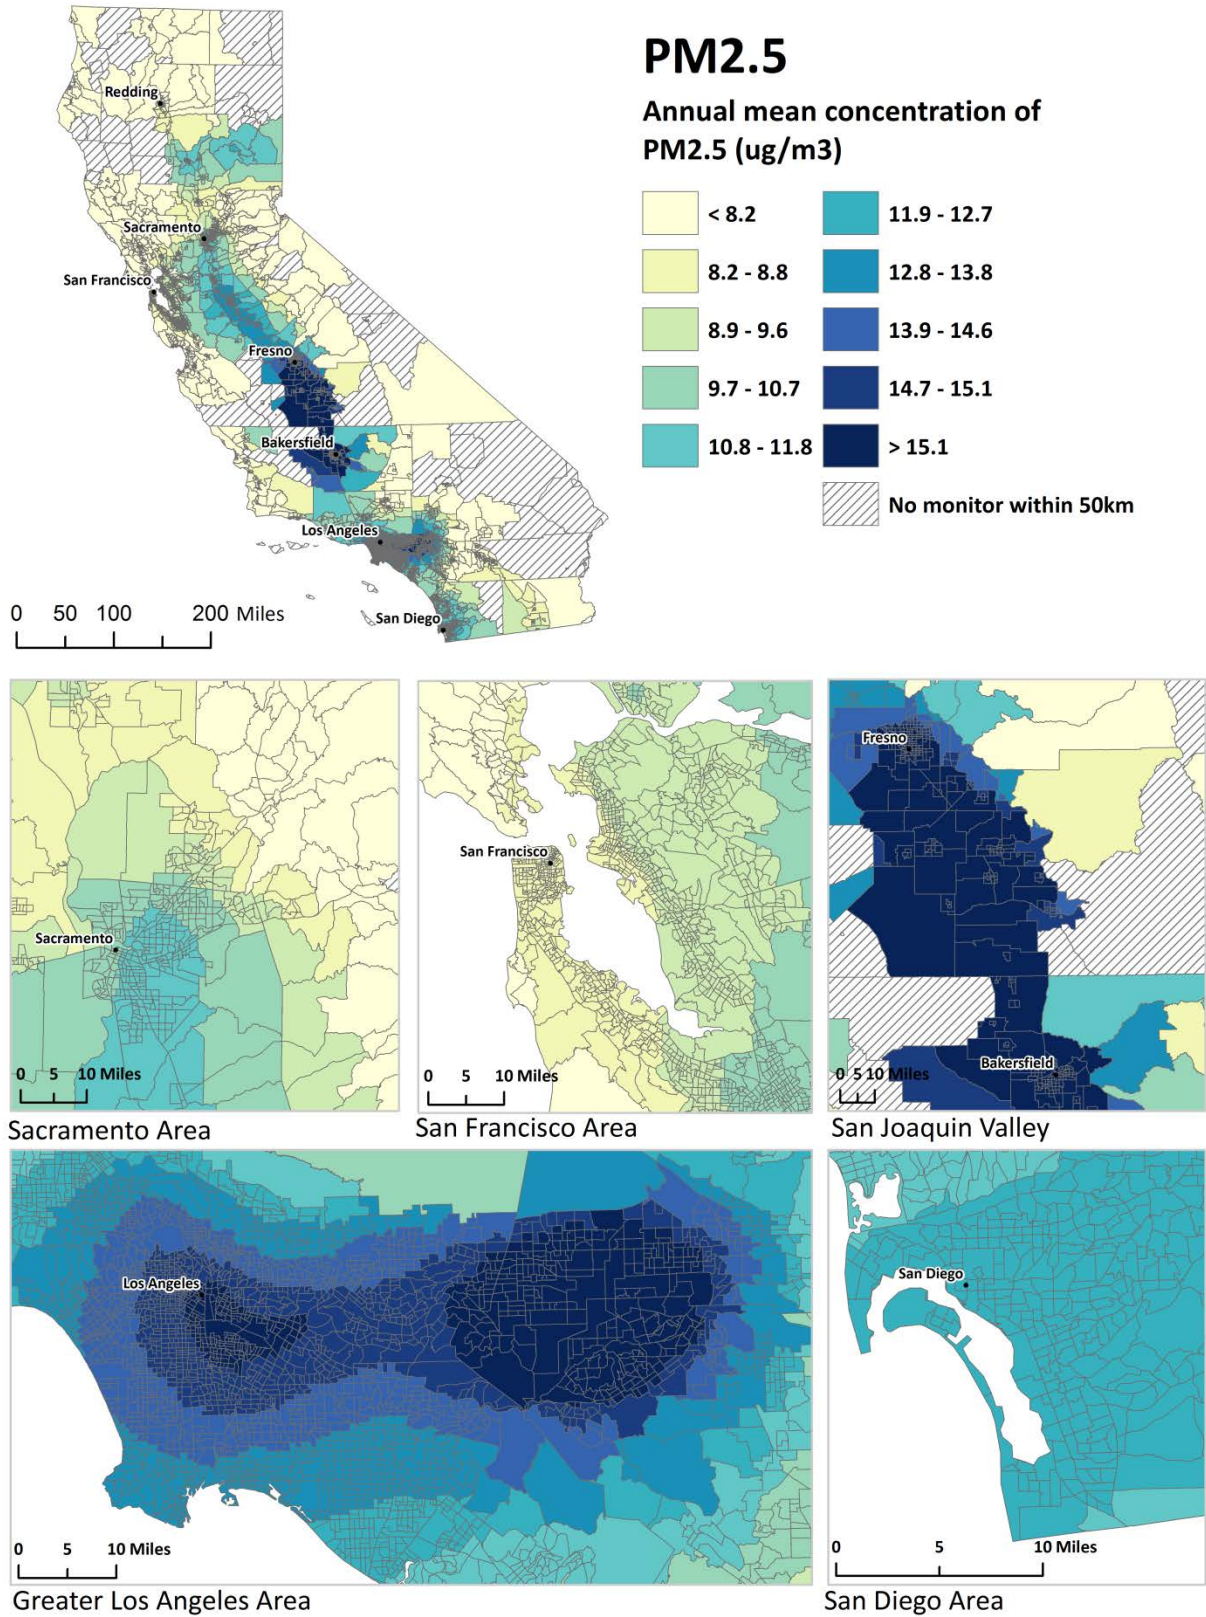 PM2.5
Annual mean concentration of
PM2.5 (ug/m3)
< 8.2
8.2 - 8.8
8.9 - 9.6
9.7 - 10.7
10.8 - 11.8
11.9 - 12.7
12.8 - 13.8
13.9 - 14.6
14.7 - 15.1
> 15.1
No monitor within 50km
Redding
Sacramento
San Francisco
Fresno
Bakersfield
Los Angeles
San Diego
0 50 100 200 Miles
Sacramento
0 5 10 Miles
Sacramento Area
San Francisco
0 5 10 Miles
San Francisco Area
Fresno
Bakersfield
0 5 10 Miles
San Joaquin Valley
Los Angeles
0 5 10 Miles
Greater Los Angeles Area
San Diego
0 5 10 Miles
San Diego Area